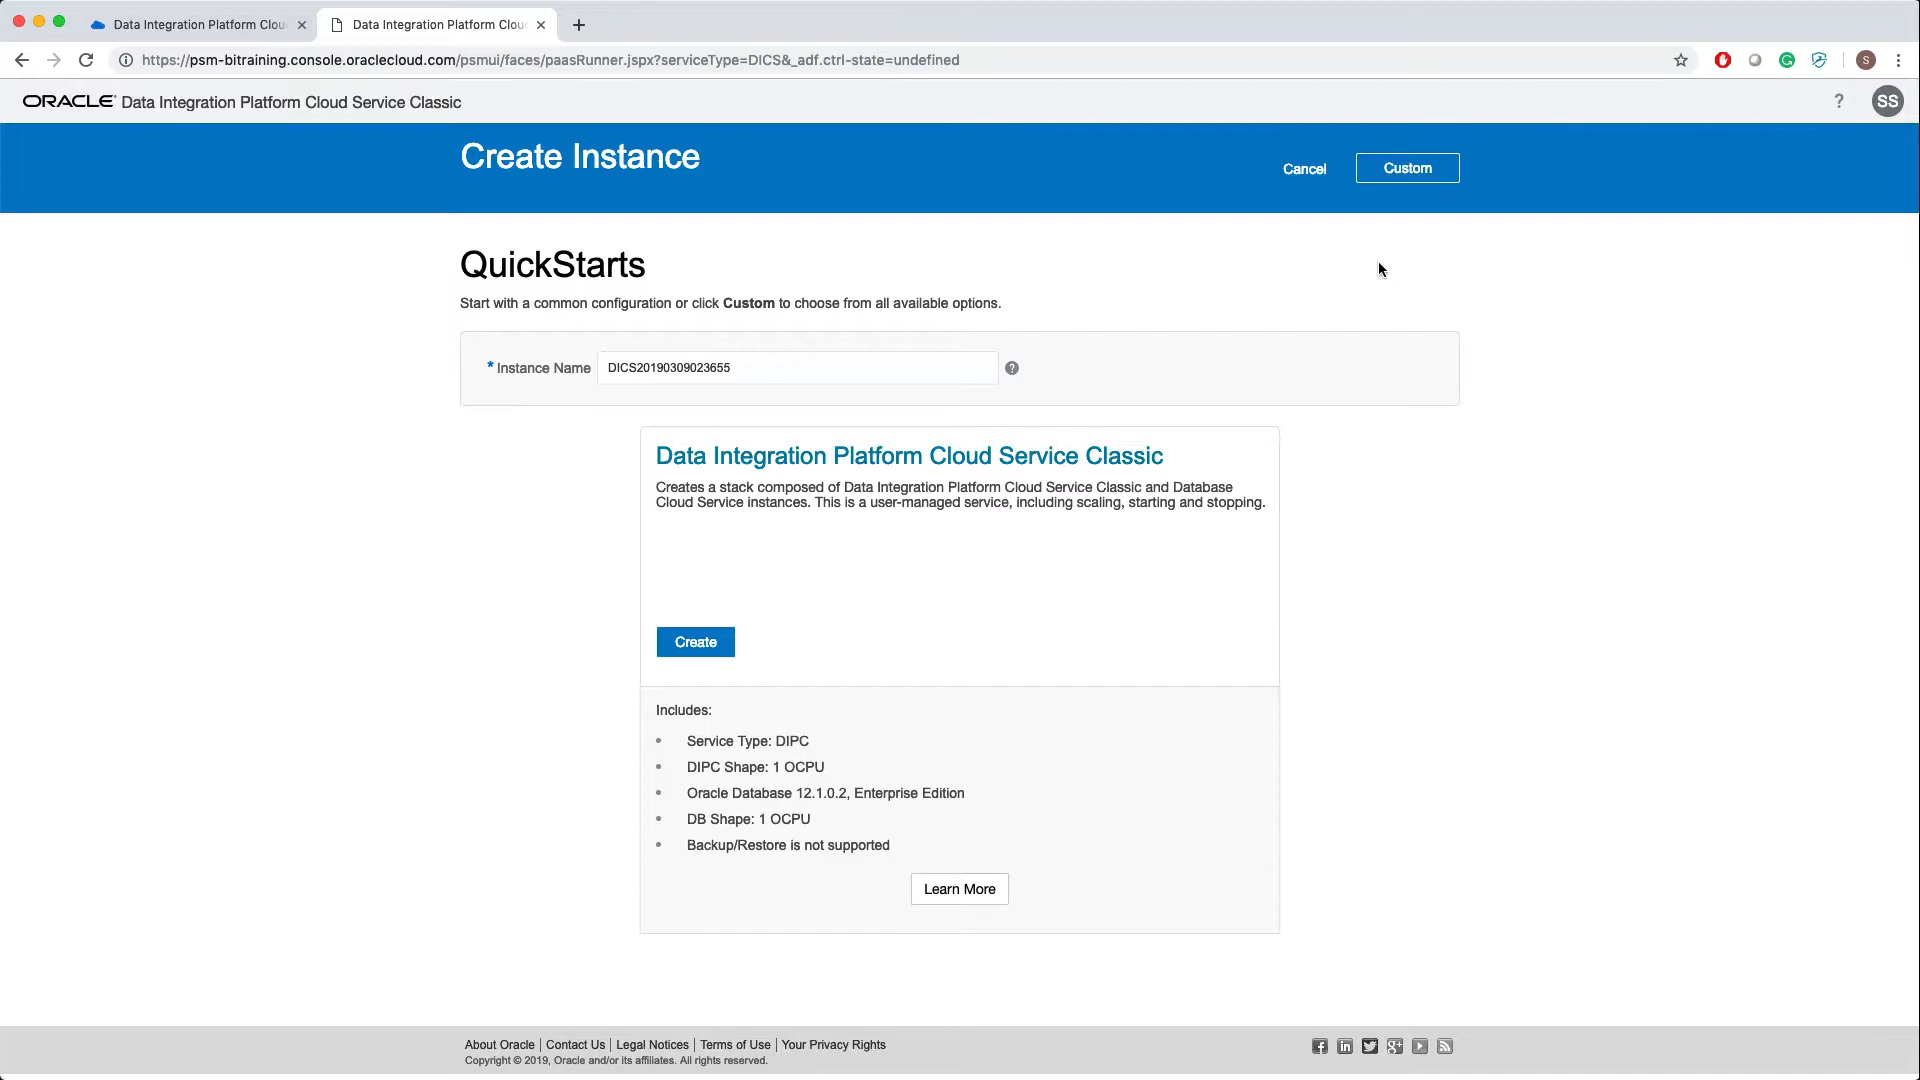 Data Integration Platform Clou
Data Integration Platform Clou
https://psm-bitraining.console.oraclecloud.com/psmui/faces/paasRunner.jspx?serviceType=DICS&_adf.ctrl-state=undefined
S
ORACLE® Data Integration Platform Cloud Service Classic
?
SS
Create Instance
Cancel
Custom
QuickStarts
Start with a common configuration or click Custom to choose from all available options.
* Instance Name
DICS20190309023655
?
Data Integration Platform Cloud Service Classic
Creates a stack composed of Data Integration Platform Cloud Service Classic and Database
Cloud Service instances. This is a user-managed service, including scaling, starting and stopping.
Create
Includes:
• Service Type: DIPC
• DIPC Shape: 1 OCPU
• Oracle Database 12.1.0.2, Enterprise Edition
• DB Shape: 1 OCPU
• Backup/Restore is not supported
Learn More
About Oracle | Contact Us | Legal Notices | Terms of Use | Your Privacy Rights
Copyright © 2019, Oracle and/or its affiliates. All rights reserved.